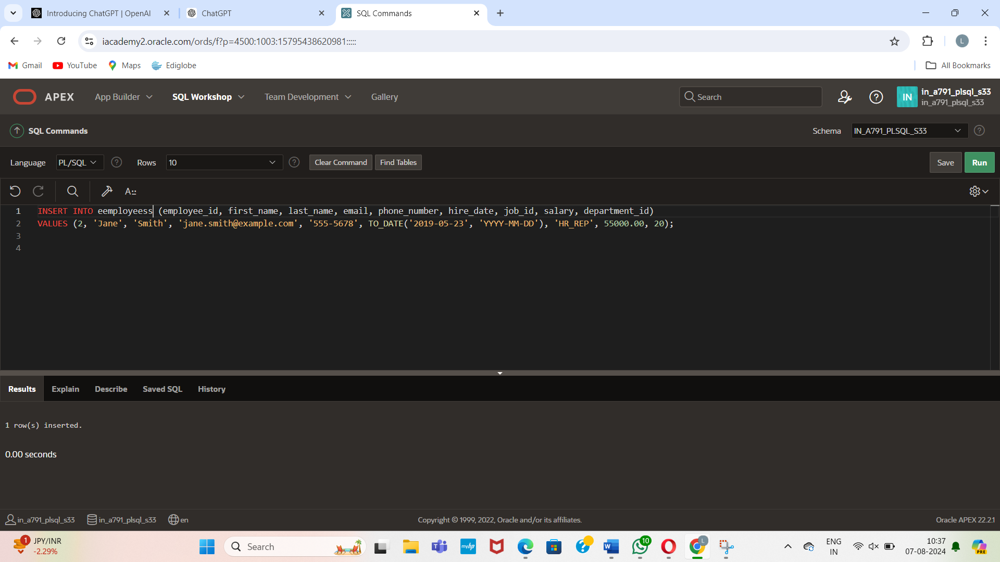 Introducing ChatGPT | OpenAI
ChatGPT
SQL Commands
iacademy2.oracle.com/ords/f?p=4500:1003:15795438620981:::::
L
Gmail
YouTube
Maps
Ediglobe
All Bookmarks
APEX
App Builder
SQL Workshop
Team Development
Gallery
Search
IN
in_a791_plsql_s33
in_a791_plsql_s33
SQL Commands
Schema
IN_A791_PLSQL_S33
Language
PL/SQL
Rows
10
Clear Command
Find Tables
Save
Run
1 INSERT INTO eemployeess (employee_id, first_name, last_name, email, phone_number, hire_date, job_id, salary, department_id)
2 VALUES (2, 'Jane', 'Smith', 'jane.smith@example.com', '555-5678', TO_DATE('2019-05-23', 'YYYY-MM-DD'), 'HR_REP', 55000.00, 20);
3
4
Results
Explain
Describe
Saved SQL
History
1 row(s) inserted.
0.00 seconds
in_a791_plsql_s33
in_a791_plsql_s33
en
Copyright © 1999, 2022, Oracle and/or its affiliates.
Oracle APEX 22.2.1
1
JPY/INR
-2.29%
Search
myhp
10
L
ENG
IN
10:37
07-08-2024
PRE